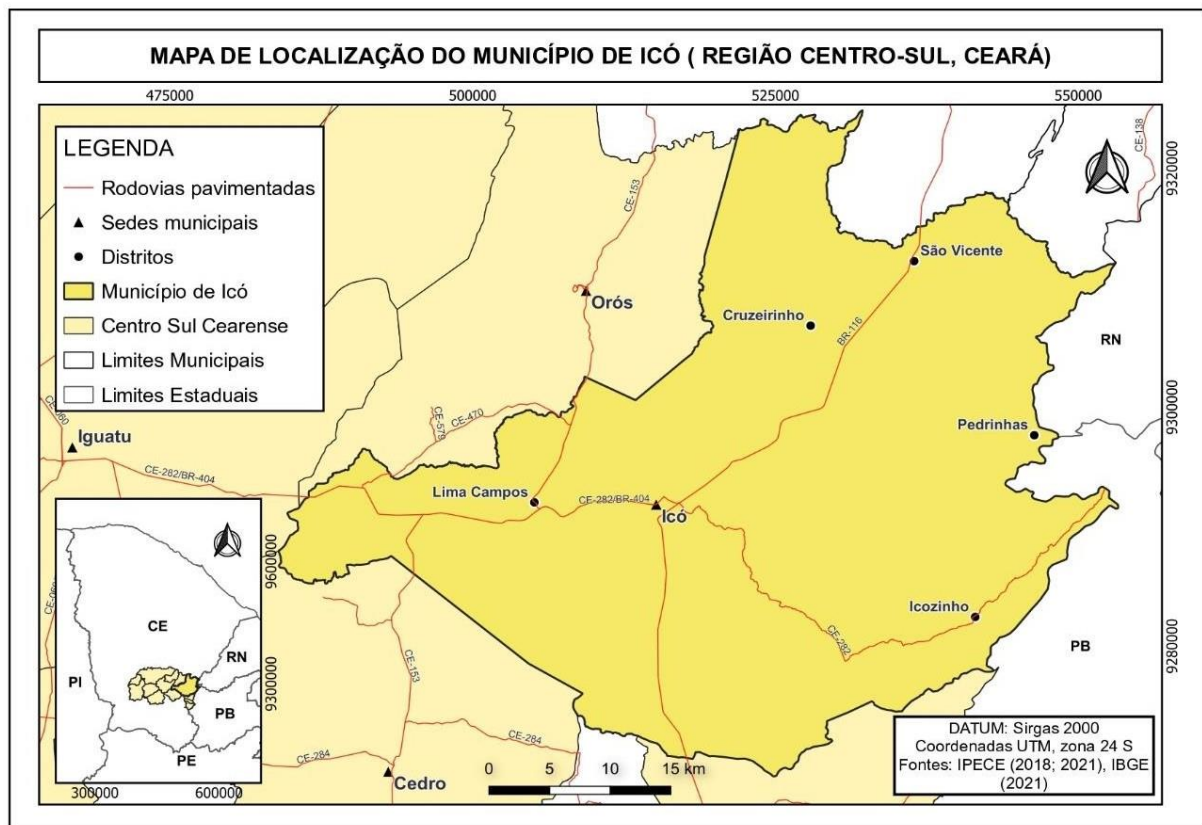 MAPA DE LOCALIZAÇÃO DO MUNICÍPIO DE ICÓ ( REGIÃO CENTRO-SUL, CEARÁ)
475000
500000
525000
550000
LEGENDA
Rodovias pavimentadas
Sedes municipais
Distritos
Município de Icó
Centro Sul Cearense
Limites Municipais
Limites Estaduais
CE-153
CE-138
9320000
São Vicente
Orós
Cruzeirinho
BR-116
RN
CE-470
CE-579
Iguatu
CE-282/BR-404
Pedrinhas
9300000
Lima Campos
CE-282/BR-404
Icó
Icozinho
CE-282
PB
9280000
CE-153
CE-284
CE-284
Cedro
CE
RN
PI
PB
PE
9600000
9300000
300000
600000
0
5
10
15 km
DATUM: Sirgas 2000
Coordenadas UTM, zona 24 S
Fontes: IPECE (2018; 2021), IBGE
(2021)